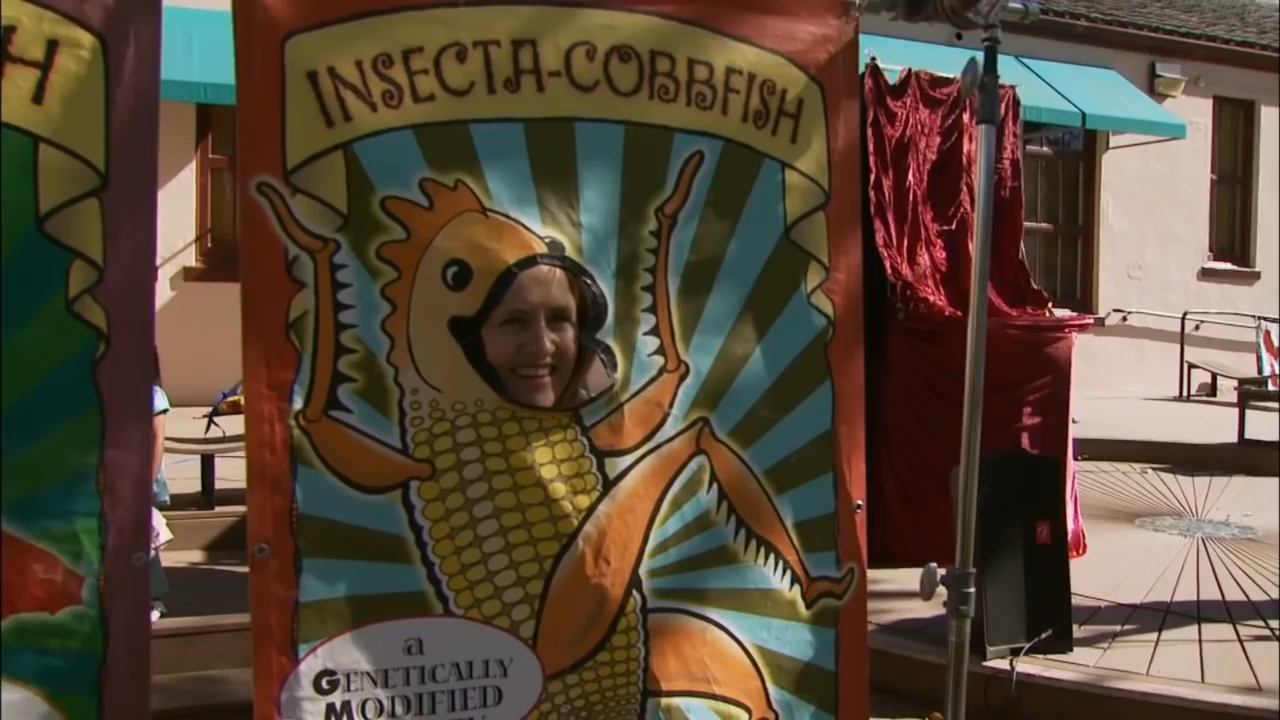 H
INSECTA-COBBFISH
a
GENETICALLY
MODIFIED